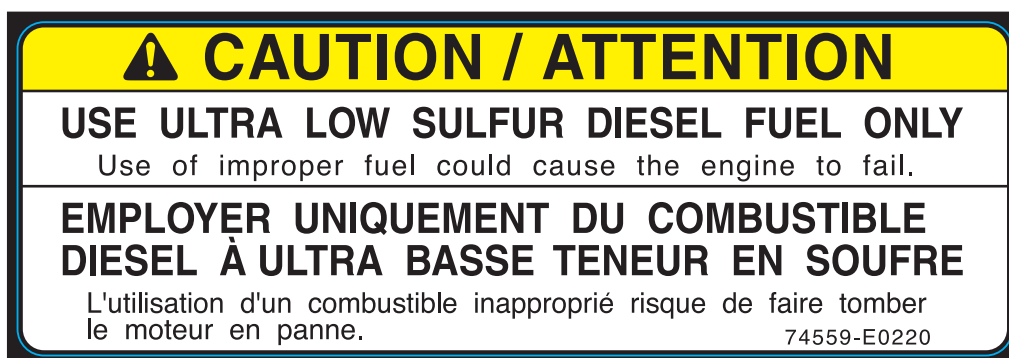 CAUTION / ATTENTION
USE ULTRA LOW SULFUR DIESEL FUEL ONLY
Use of improper fuel could cause the engine to fail.
EMPLOYER UNIQUEMENT DU COMBUSTIBLE
DIESEL À ULTRA BASSE TENEUR EN SOUFRE
L'utilisation d'un combustible inapproprié risque de faire tomber
le moteur en panne.
74559-E0220